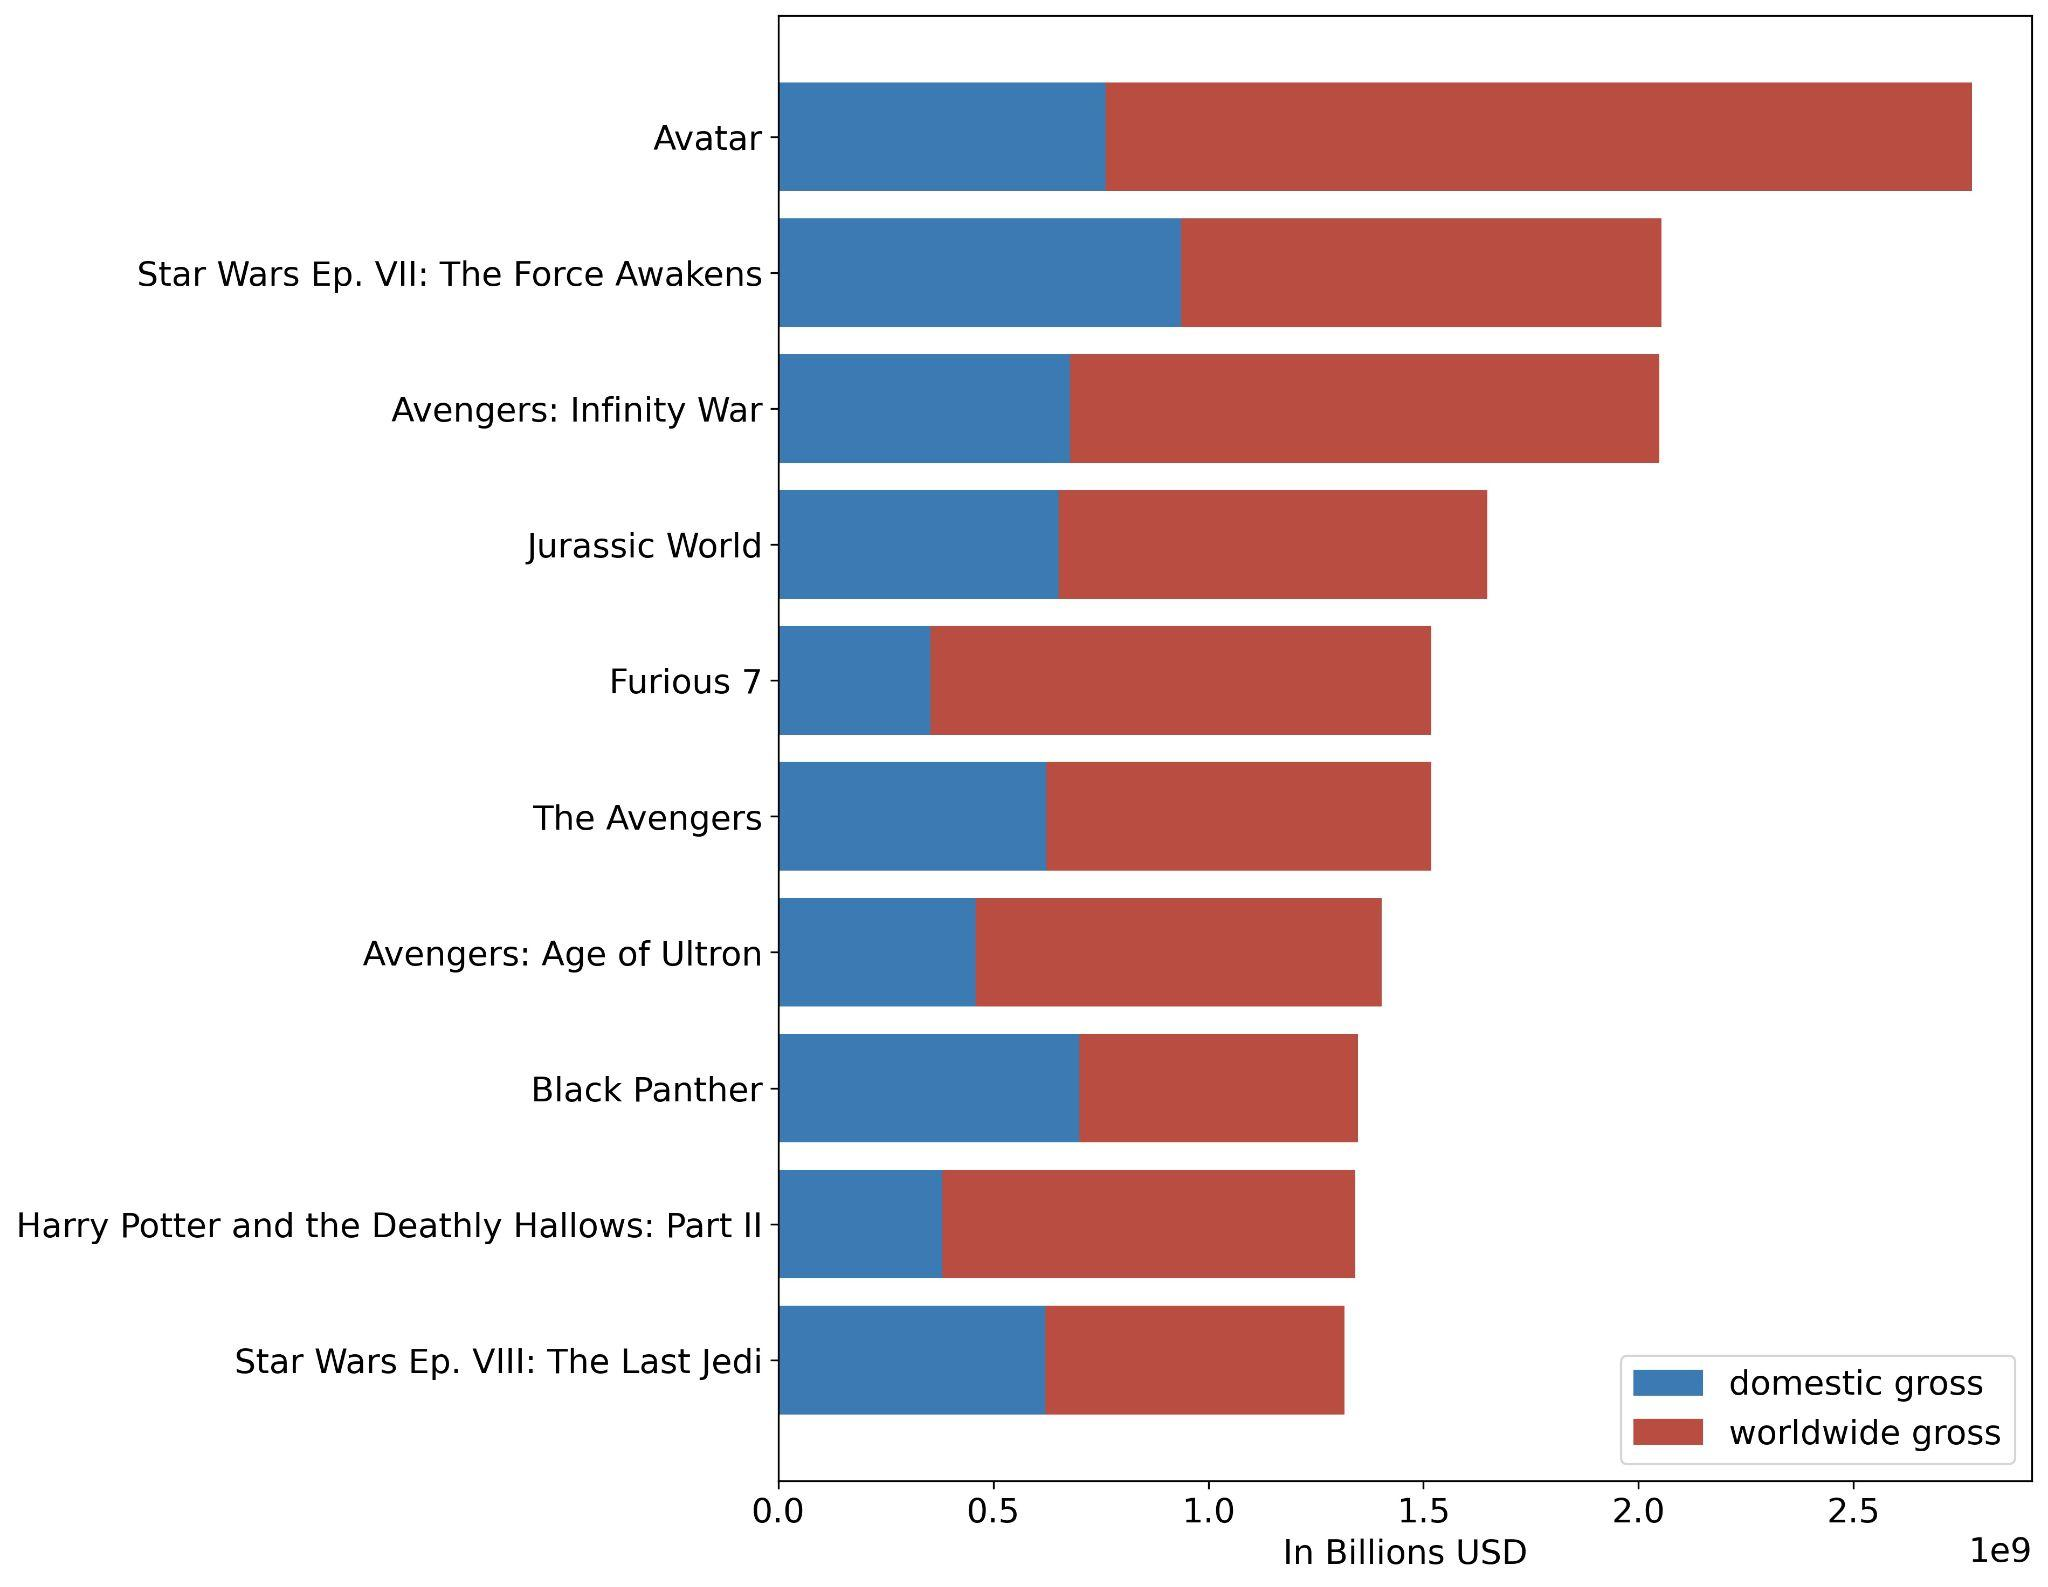 Avatar
Star Wars Ep. VII: The Force Awakens
Avengers: Infinity War
Jurassic World
Furious 7
The Avengers
Avengers: Age of Ultron
Black Panther
Harry Potter and the Deathly Hallows: Part II
Star Wars Ep. VIII: The Last Jedi
domestic gross
worldwide gross
0.0 0.5 1.0 1.5 2.0 2.5
In Billions USD 1e9